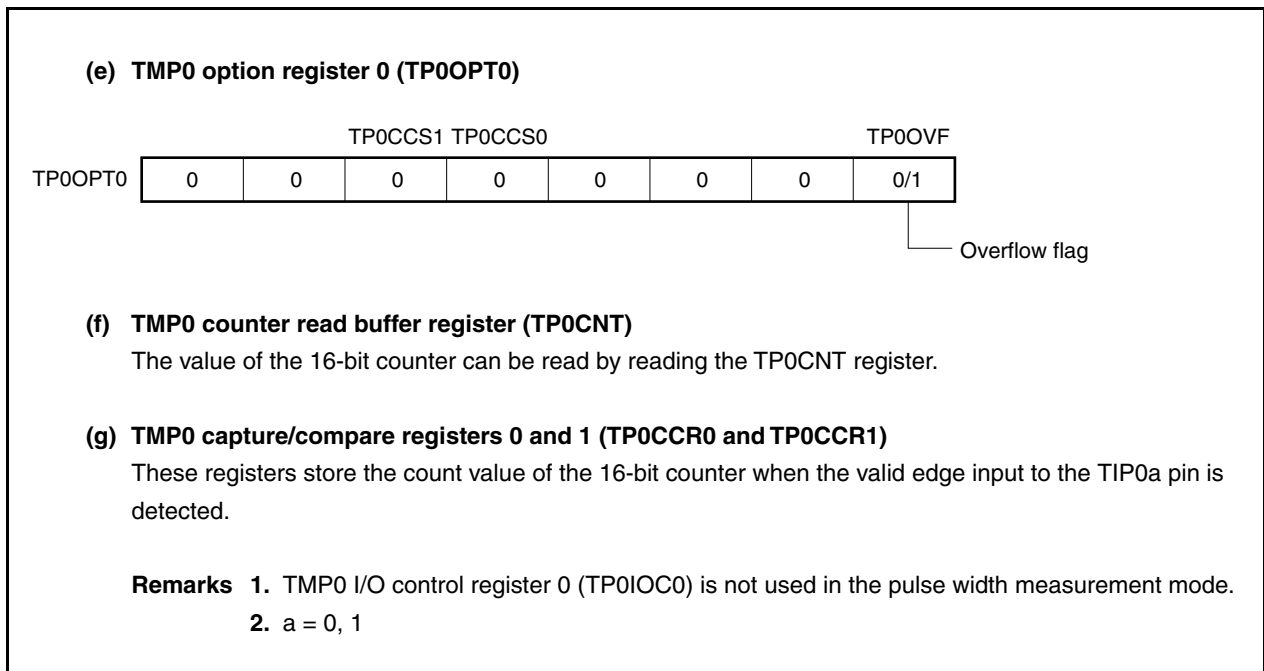 (e) TMP0 option register 0 (TP0OPT0)
TP0CCS1 TP0CCS0 TP0OVF
TP0OPT0 0 0 0 0 0 0 0 0/1
Overflow flag
(f) TMP0 counter read buffer register (TP0CNT)
The value of the 16-bit counter can be read by reading the TP0CNT register.
(g) TMP0 capture/compare registers 0 and 1 (TP0CCR0 and TP0CCR1)
These registers store the count value of the 16-bit counter when the valid edge input to the TIP0a pin is
detected.
Remarks 1. TMP0 I/O control register 0 (TP0IOC0) is not used in the pulse width measurement mode.
2. a = 0, 1